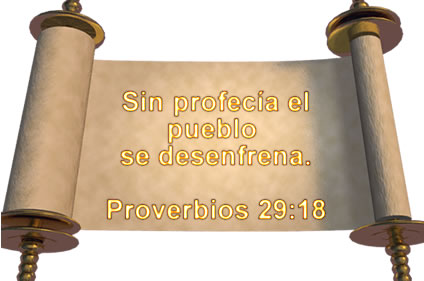 Sin profecía el
pueblo
se desenfrena.
Proverbios 29:18